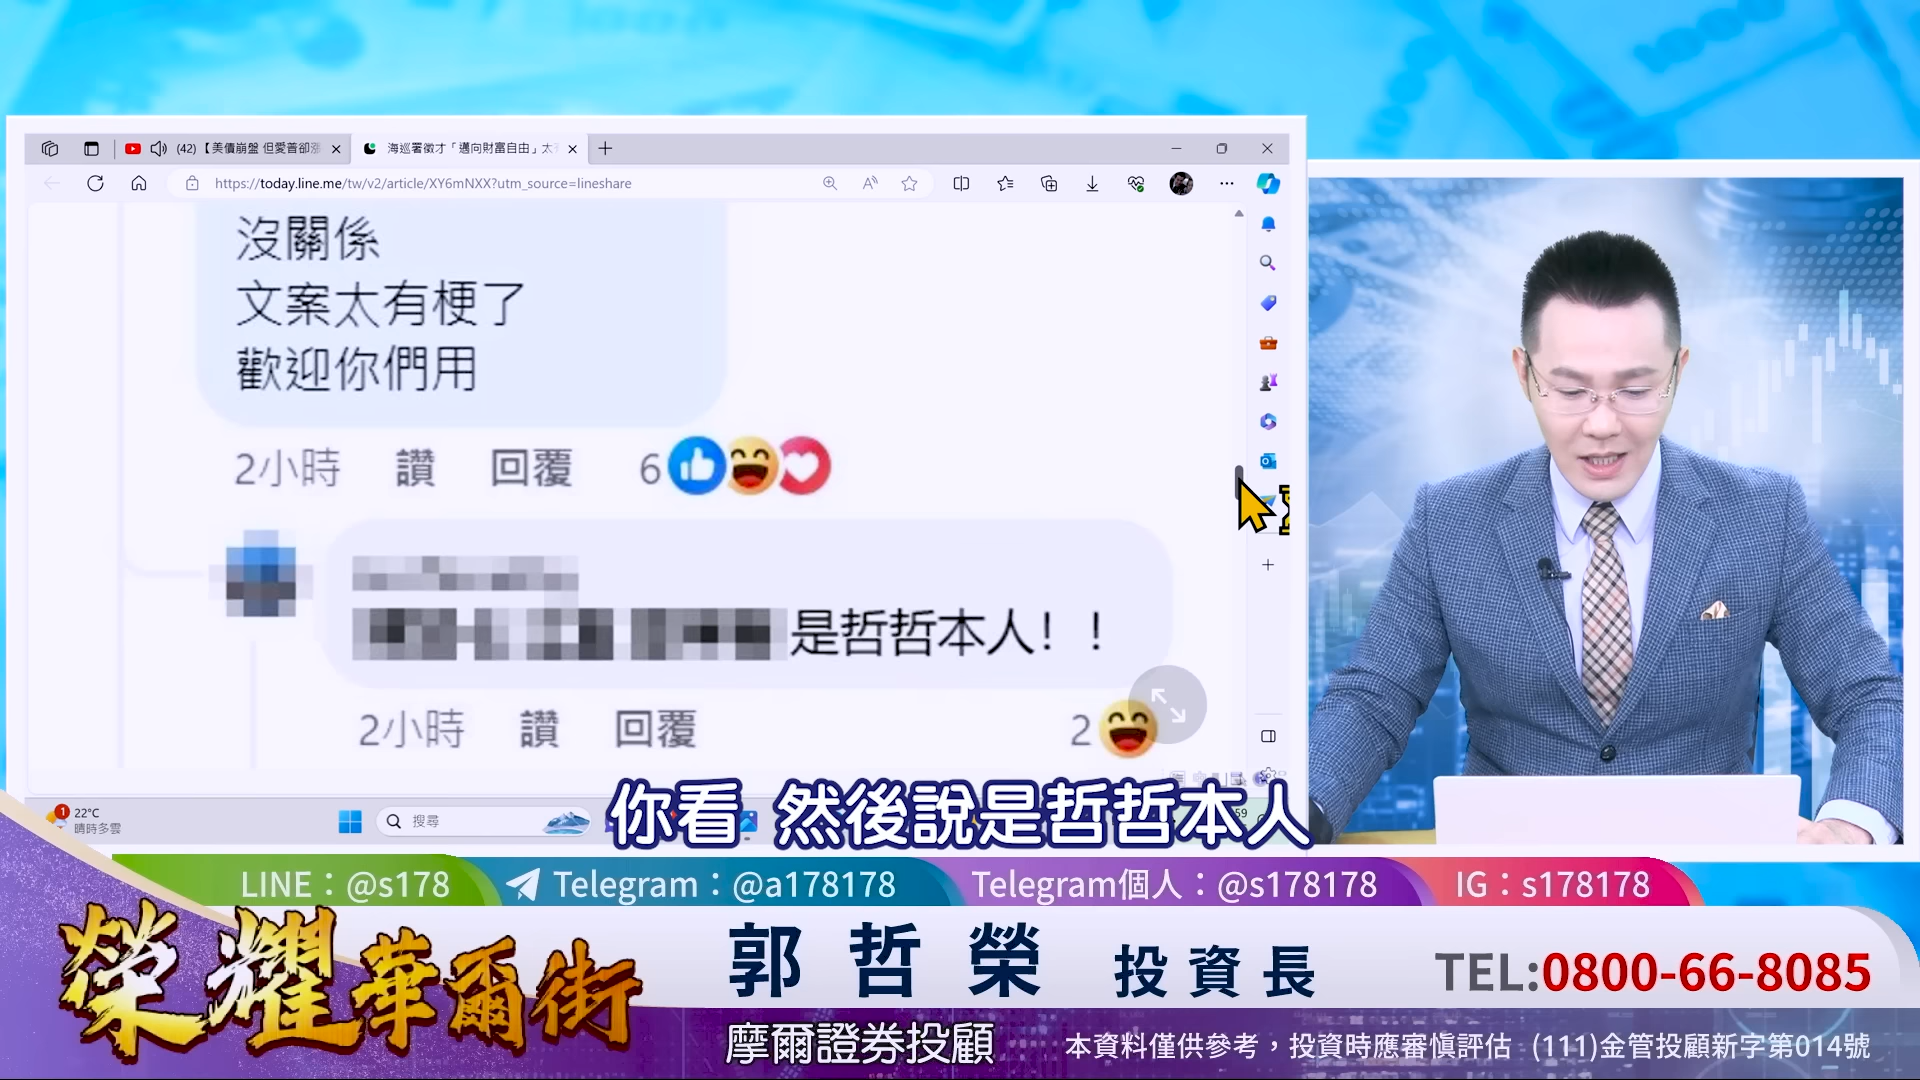 (42)【美債崩盤 但愛普卻漲
海巡署徵才「邁向財富自由」太
https://today.line.me/tw/v2/article/XY6mNXX?utm_source=lineshare
沒關係
文案太有梗了
歡迎你們用
2小時 讚 回覆 6
是哲哲本人！！
2小時 讚 回覆 2
1
22°C
晴時多雲
搜尋
你看 然後說是哲哲本人
LINE：@s178
Telegram：@a178178
Telegram個人：@s178178
IG：s178178
榮耀華爾街
郭哲榮 投資長
TEL:0800-66-8085
摩爾證券投顧
本資料僅供參考，投資時應審慎評估 (111)金管投顧新字第014號